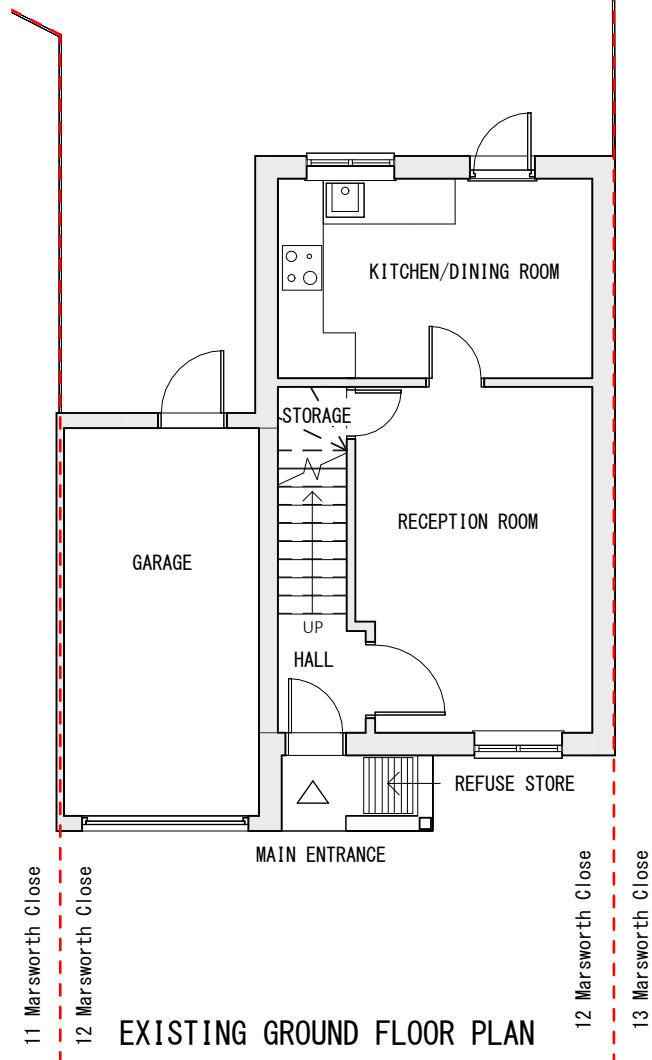 KITCHEN/DINING ROOM
STORAGE
RECEPTION ROOM
GARAGE
UP
HALL
REFUSE STORE
MAIN ENTRANCE
11 Marsworth Close
12 Marsworth Close
12 Marsworth Close
13 Marsworth Close
EXISTING GROUND FLOOR PLAN